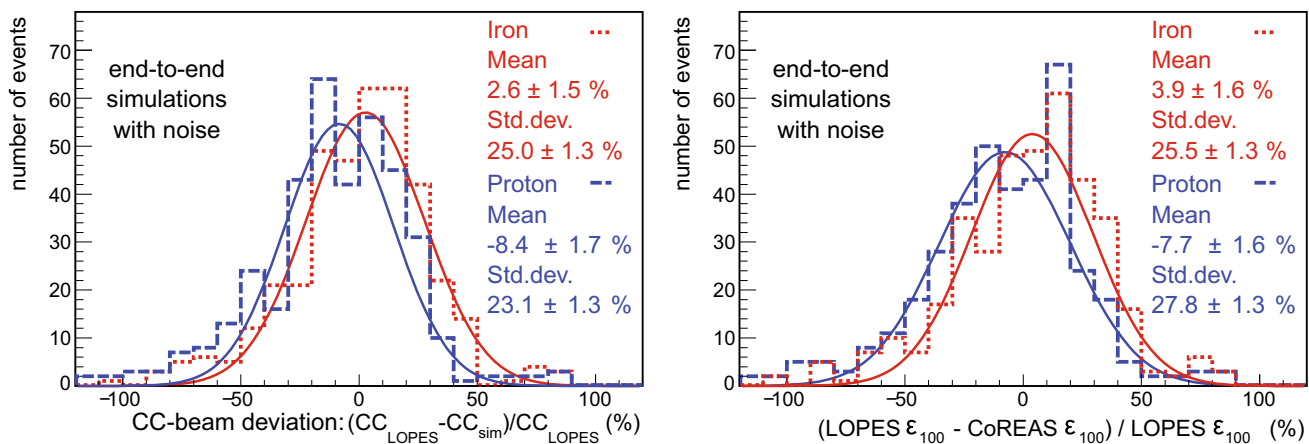 number of events
70
60
50
40
30
20
10
0
end-to-end
simulations
with noise
Iron
Mean
2.6 ± 1.5 %
Std.dev.
25.0 ± 1.3 %
Proton
Mean
-8.4 ± 1.7 %
Std.dev.
23.1 ± 1.3 %
−100 −50 0 50 100
CC-beam deviation: (CC_LOPES-CC_sim)/CC_LOPES (%)
number of events
70
60
50
40
30
20
10
0
end-to-end
simulations
with noise
Iron
Mean
3.9 ± 1.6 %
Std.dev.
25.5 ± 1.3 %
Proton
Mean
-7.7 ± 1.6 %
Std.dev.
27.8 ± 1.3 %
−100 −50 0 50 100
(LOPES ε_100 - CoREAS ε_100) / LOPES ε_100 (%)